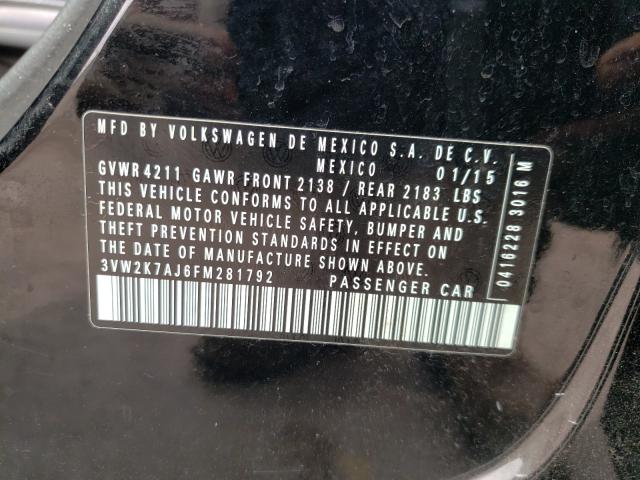 MFD BY VOLKSWAGEN DE MEXICO S.A. DE C.V.
MEXICO 01/15
GVWR 4211 GAWR FRONT 2138 / REAR 2183 LBS
THIS VEHICLE CONFORMS TO ALL APPLICABLE U.S.
FEDERAL MOTOR VEHICLE SAFETY, BUMPER AND
THEFT PREVENTION STANDARDS IN EFFECT ON
THE DATE OF MANUFACTURE SHOWN ABOVE.
3VW2K7AJ6FM281792 PASSENGER CAR
0416228 3016 M